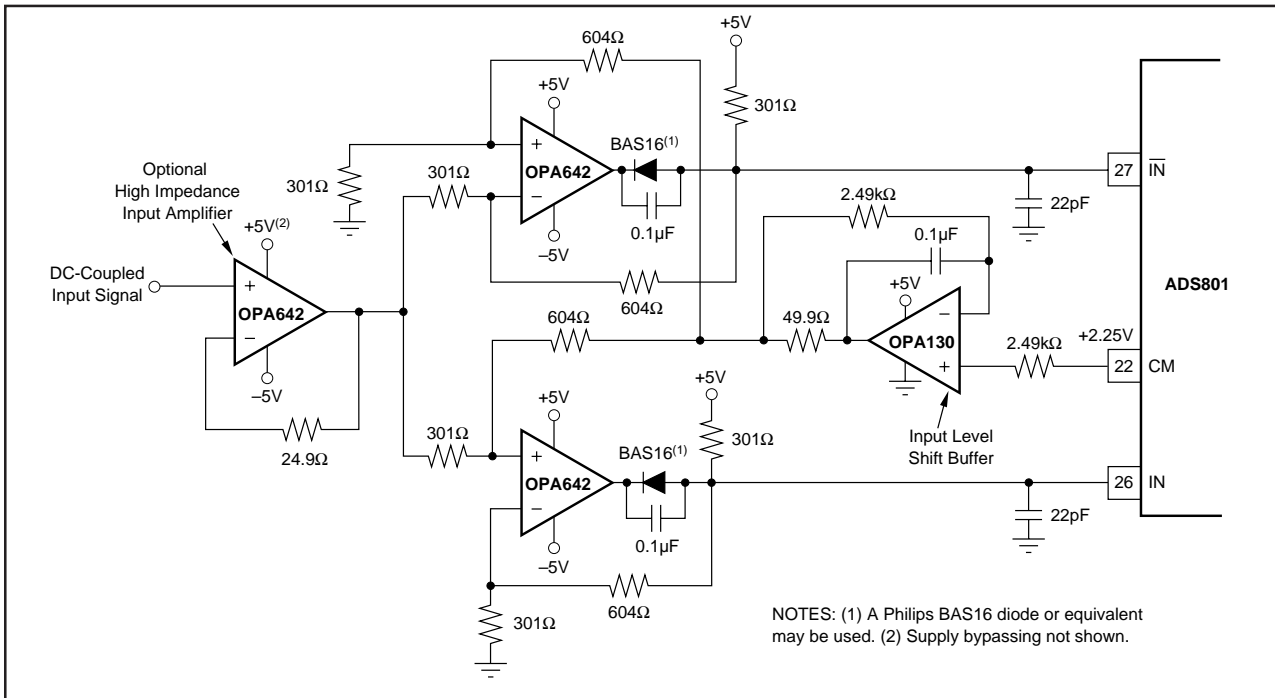 604Ω
+5V
+5V
301Ω
BAS16(1)
+
OPA642
−
301Ω
301Ω
0.1µF
−5V
604Ω
Optional
High Impedance
Input Amplifier
+5V(2)
DC-Coupled
Input Signal
+
OPA642
−
−5V
24.9Ω
27
IN
22pF
2.49kΩ
0.1µF
ADS801
+5V
−
OPA130
+
604Ω
49.9Ω
2.49kΩ
+2.25V
22
CM
Input Level
Shift Buffer
+5V
+5V
301Ω
301Ω
BAS16(1)
+
OPA642
−
0.1µF
−5V
604Ω
301Ω
26
IN
22pF
NOTES: (1) A Philips BAS16 diode or equivalent
may be used. (2) Supply bypassing not shown.